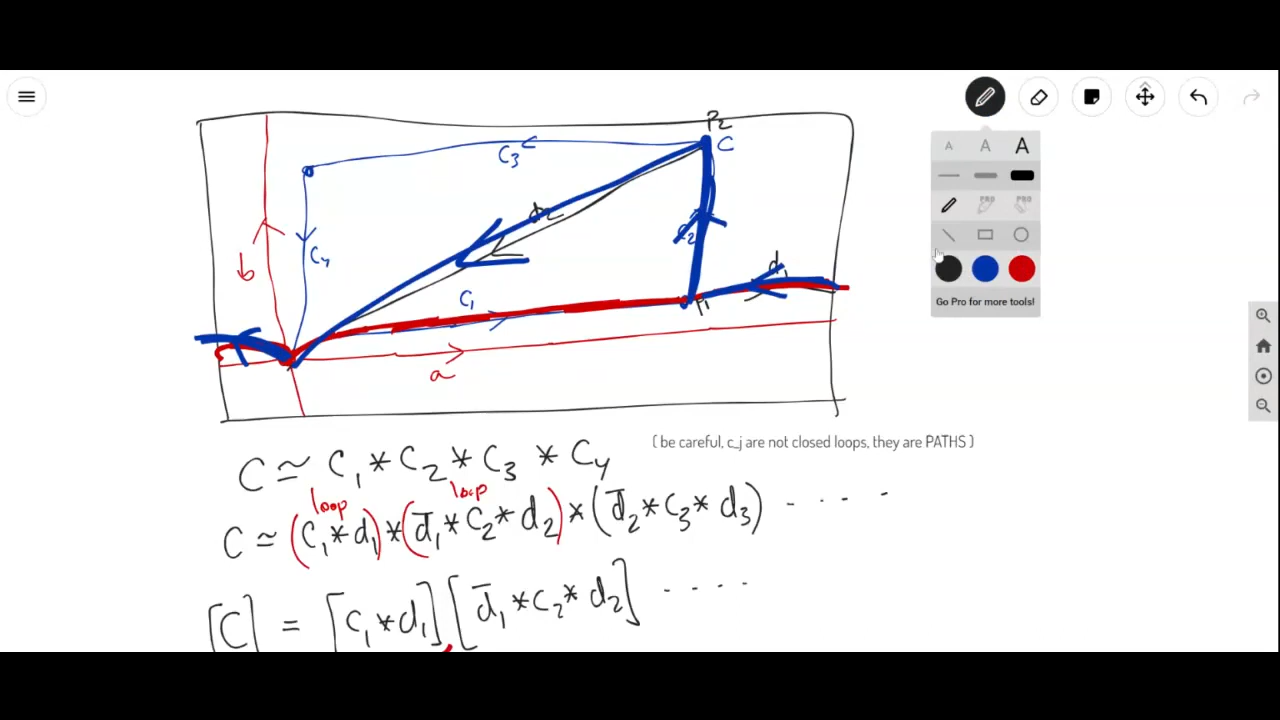 P2
C
C3
A A A
PRO PRO
d2
C2
b
C4
d1
C1
P1
Go Pro for more tools!
a
( be careful, c_j are not closed loops, they are PATHS )
C ≃ C1 * C2 * C3 * C4
loop loop
C ≃ (C1 * d1) * (d̄1 * C2 * d2) * (d̄2 * C3 * d3) ....
[C] = [C1 * d1] [d̄1 * C2 * d2] ....